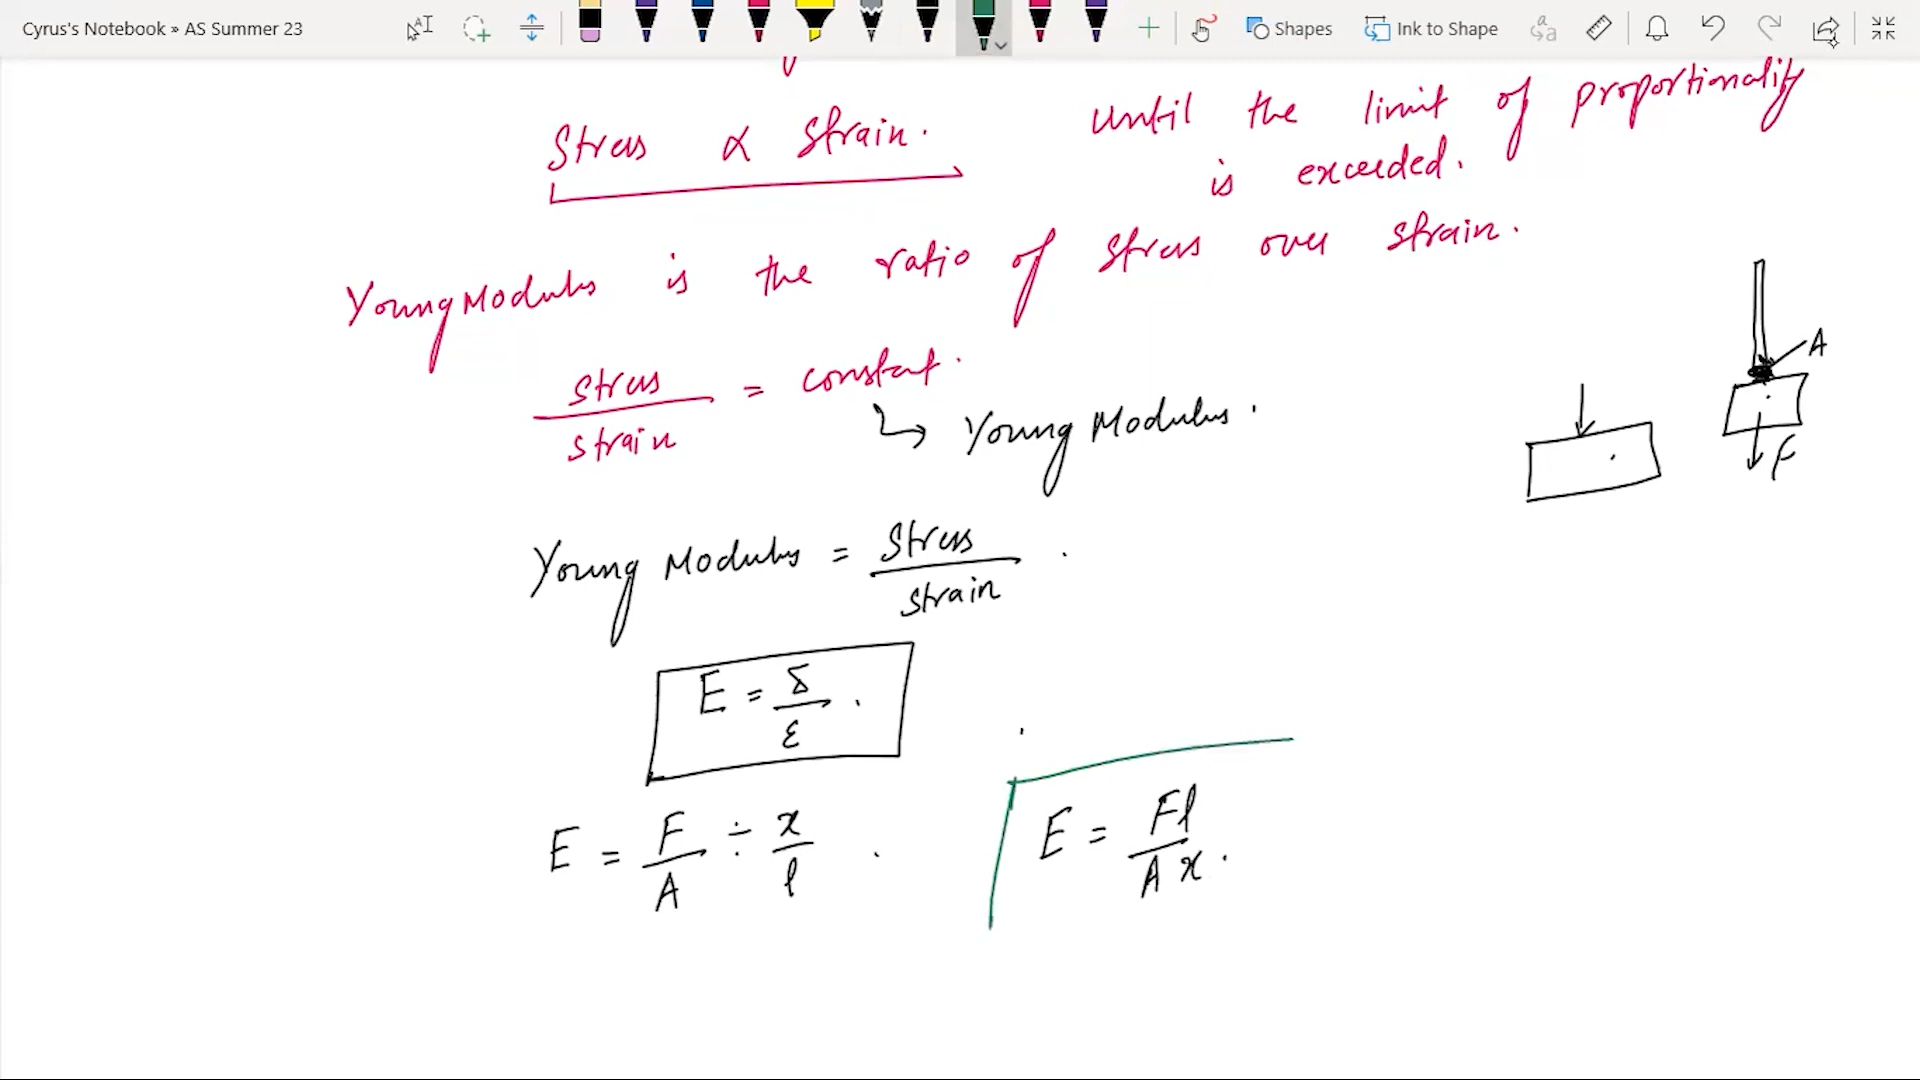 Cyrus's Notebook » AS Summer 23
Shapes
Ink to Shape
Stress ∝ Strain. Until the limit of proportionality
is exceeded.
Young Modulus is the ratio of stress over strain.
stress/strain = constant.
↳ Young Modulus.
A
F
Young Modulus = Stress/strain.
E = δ/ε.
E = F/A ÷ x/l.
E = Fl/Ax.